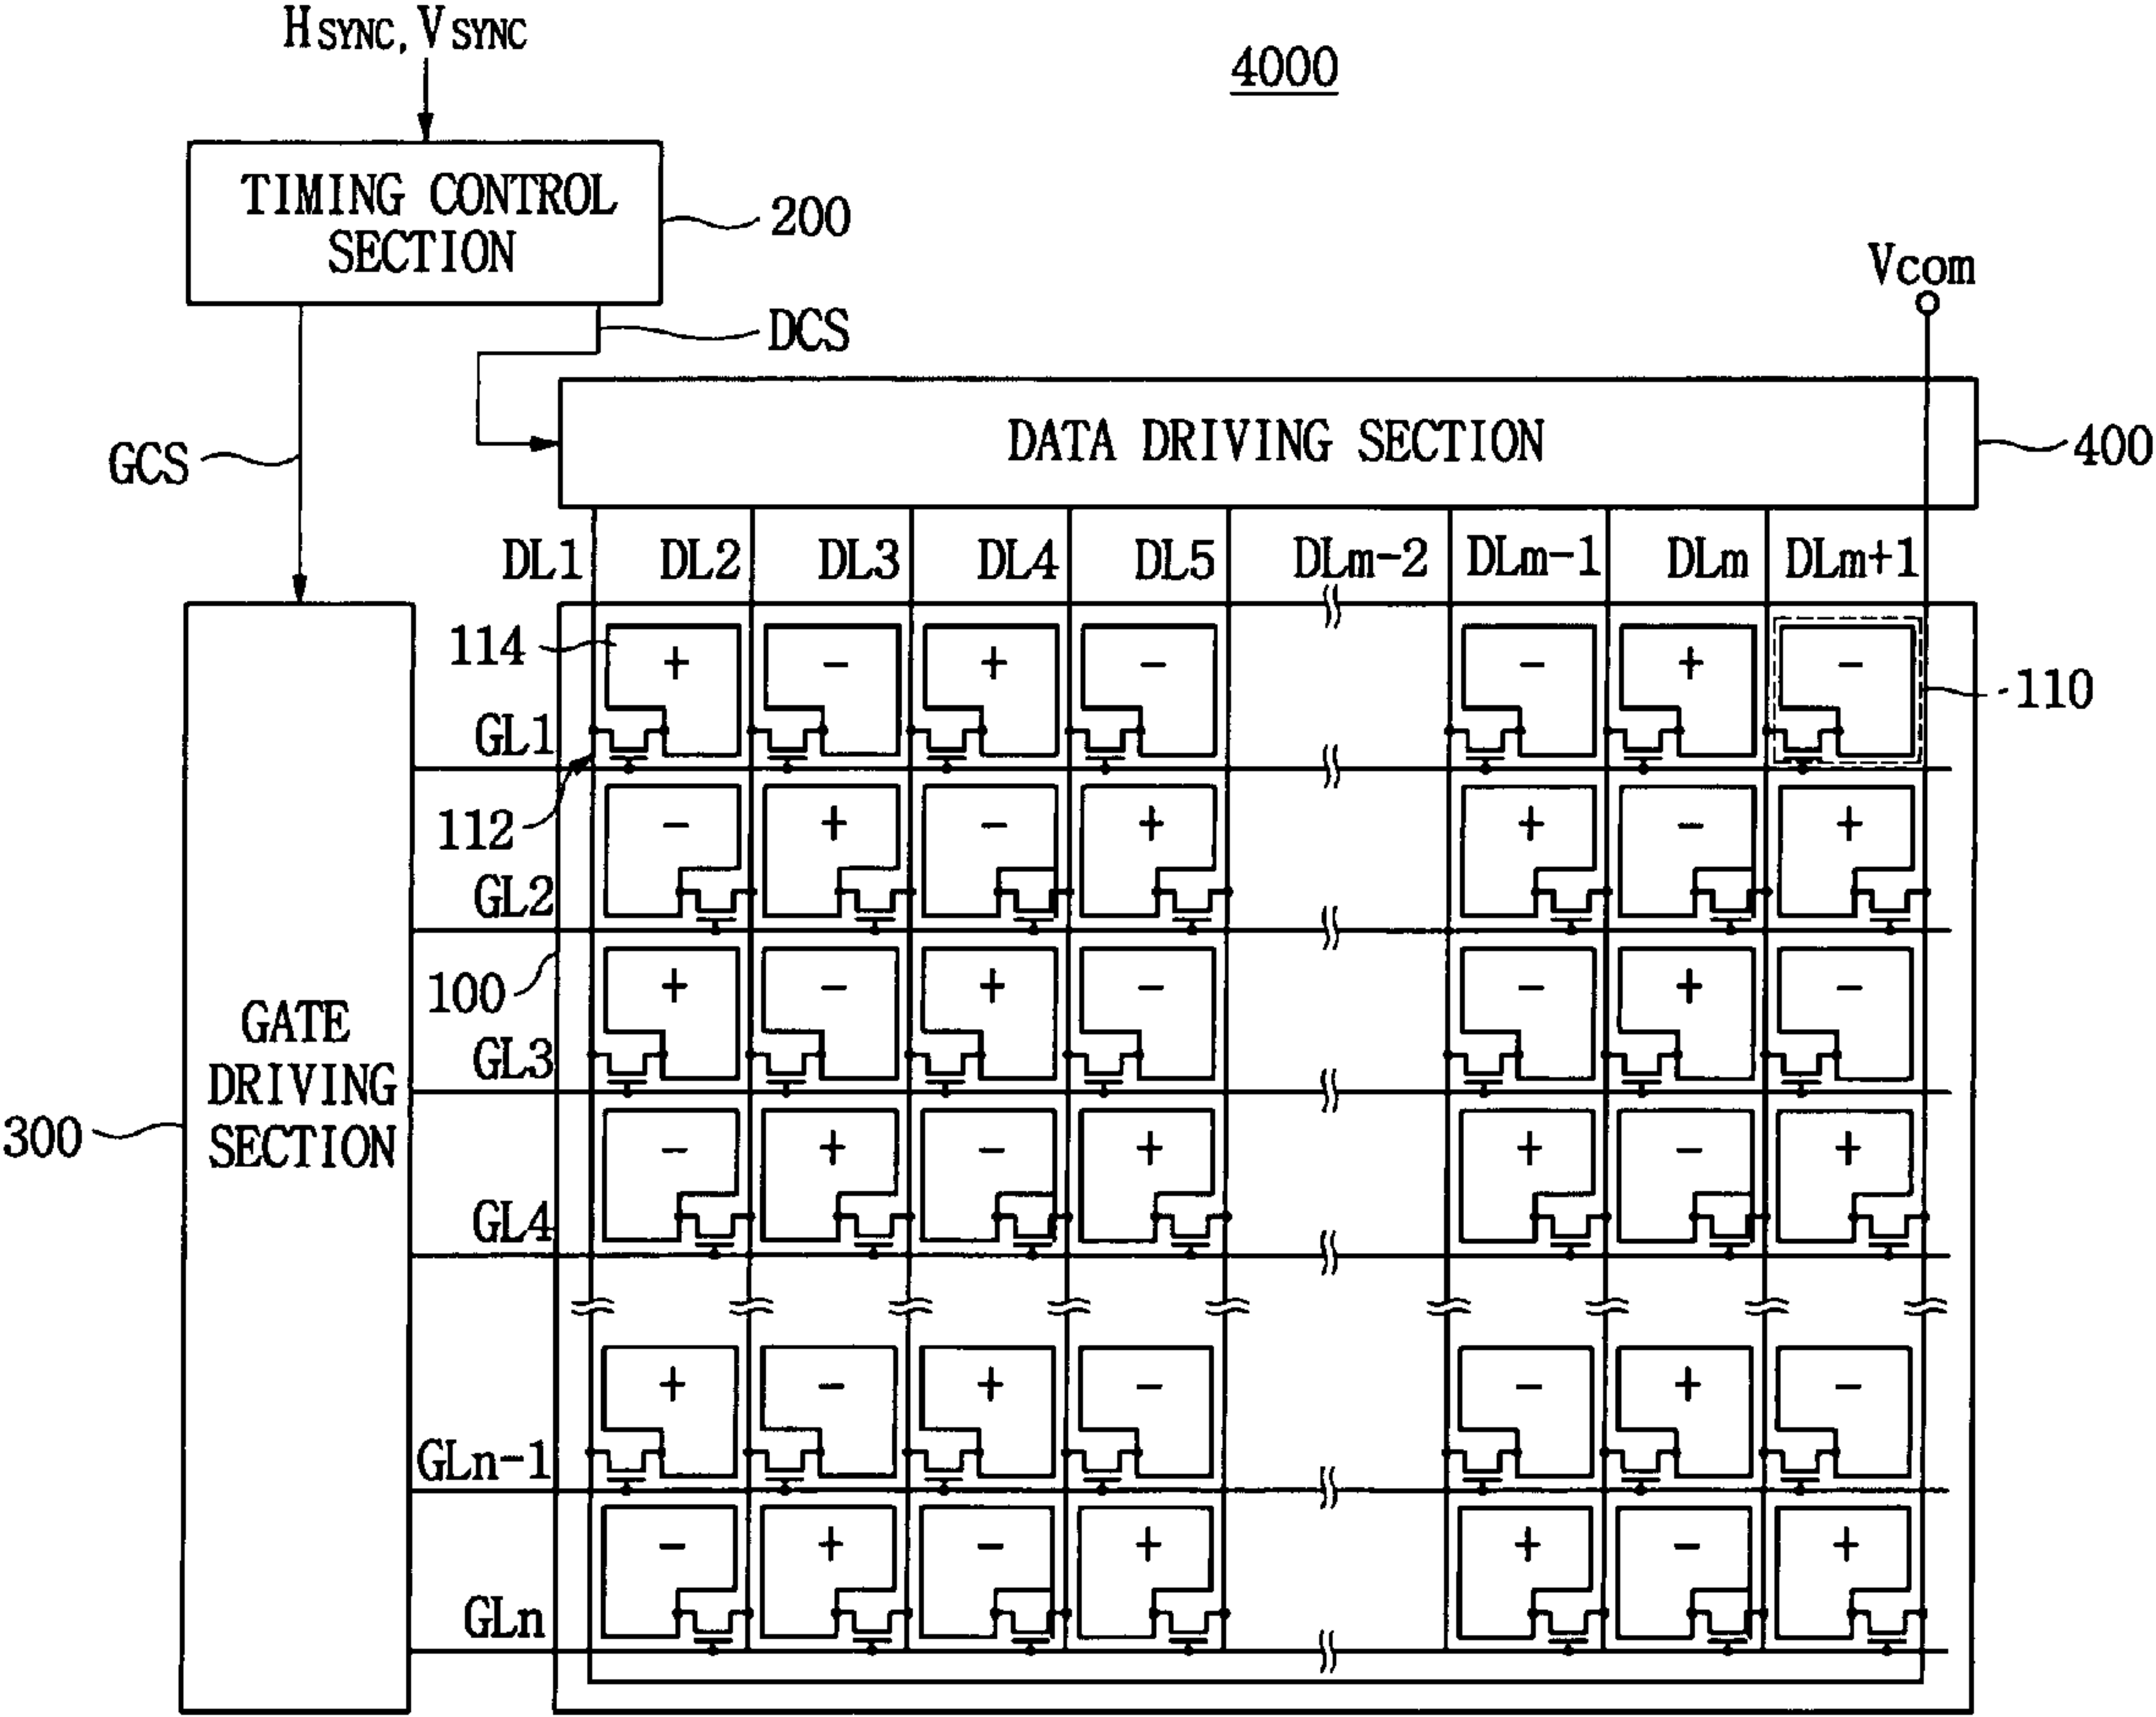 HSYNC, VSYNC
4000
TIMING CONTROL
SECTION
200
Vcom
DCS
DATA DRIVING SECTION
400
GCS
DL1 DL2 DL3 DL4 DL5 DLm-2 DLm-1 DLm DLm+1
114
+ - + - - + -
110
GL1
112
- + - + + - +
GL2
100
+ - + - - + -
GL3
GATE
DRIVING
SECTION
300
- + - + + - +
GL4
+ - + - - + -
GLn-1
- + - + + - +
GLn